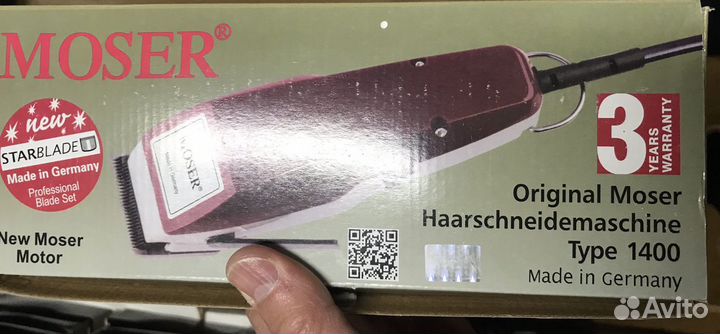 MOSER®
new
STARBLADE
Made in Germany
Professional
Blade Set
New Moser
Motor
MOSER®
3
YEARS
WARRANTY
Original Moser
Haarschneidemaschine
Type 1400
Made in Germany
Avito